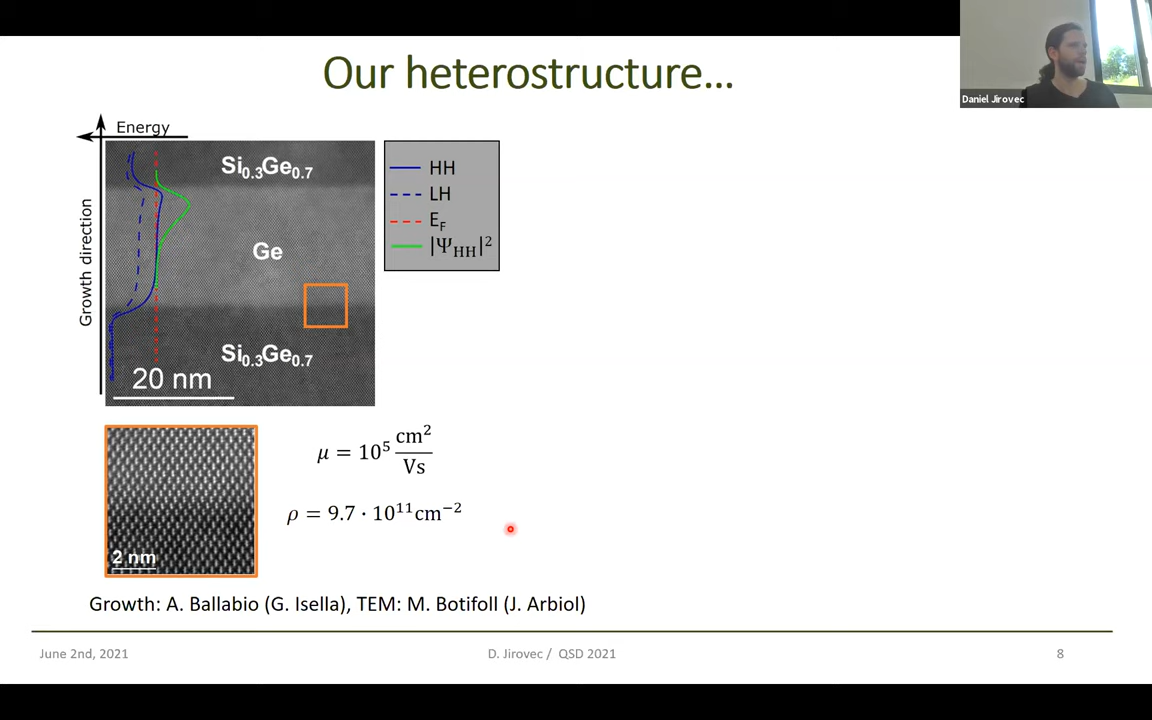 Our heterostructure...
Daniel Jirovec
Energy
Growth direction
Si0.3Ge0.7
Ge
Si0.3Ge0.7
20 nm
HH
LH
EF
|ΨHH|²
2 nm
μ = 10⁵ cm²/Vs
ρ = 9.7 · 10¹¹cm⁻²
Growth: A. Ballabio (G. Isella), TEM: M. Botifoll (J. Arbiol)
June 2nd, 2021
D. Jirovec / QSD 2021
8